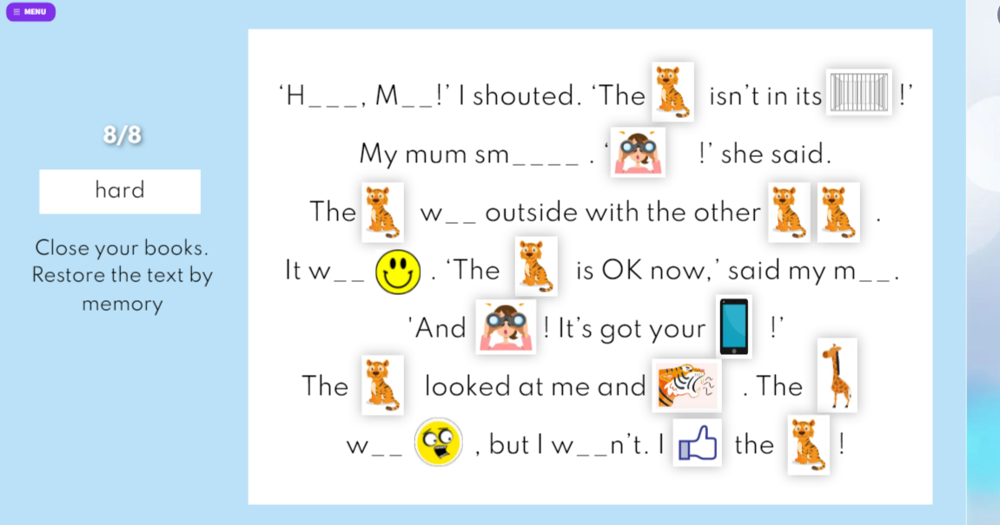 ≡ MENU
8/8
hard
Close your books.
Restore the text by
memory
‘H___, M__!’ I shouted. ‘The isn’t in its !’
My mum sm____ . ‘ !’ she said.
The w__ outside with the other .
It w__ . ‘The is OK now,’ said my m__.
'And ! It’s got your !’
The looked at me and . The
w__ , but I w__n’t. I the !